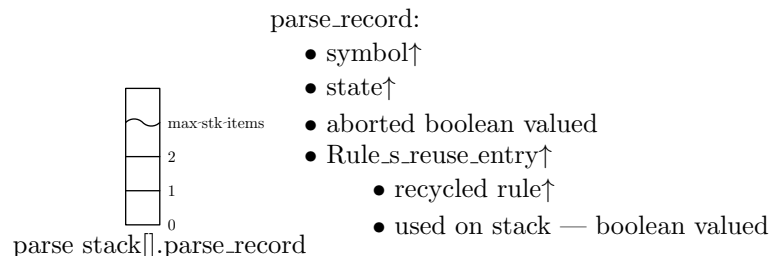 parse_record:
• symbol↑
• state↑
• aborted boolean valued
• Rule_s_reuse_entry↑
• recycled rule↑
• used on stack — boolean valued
max-stk-items
2
1
0
parse stack[].parse_record